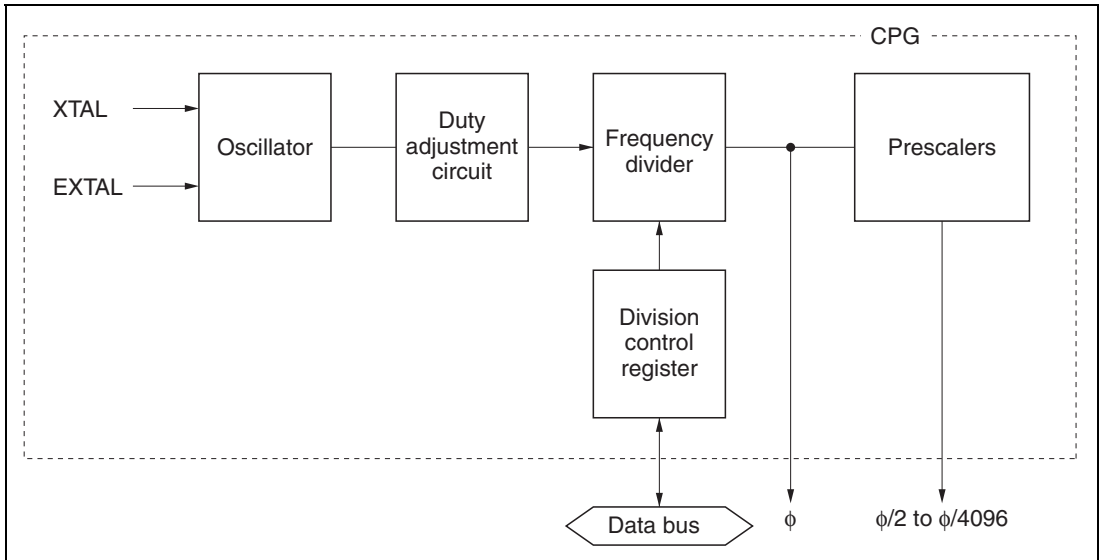 CPG
XTAL
EXTAL
Oscillator
Duty
adjustment
circuit
Frequency
divider
Prescalers
Division
control
register
Data bus
ϕ
ϕ/2 to ϕ/4096